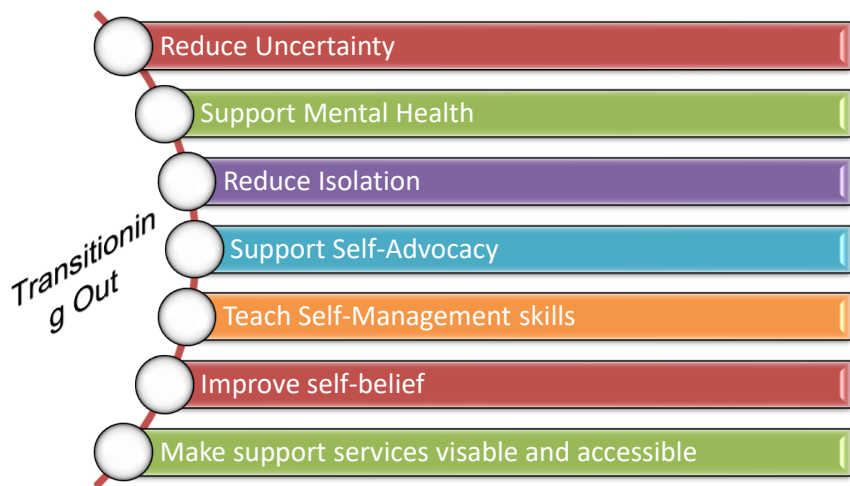 Reduce Uncertainty
Support Mental Health
Reduce Isolation
Support Self-Advocacy
Teach Self-Management skills
Improve self-belief
Make support services visable and accessible
Transitionin
g Out